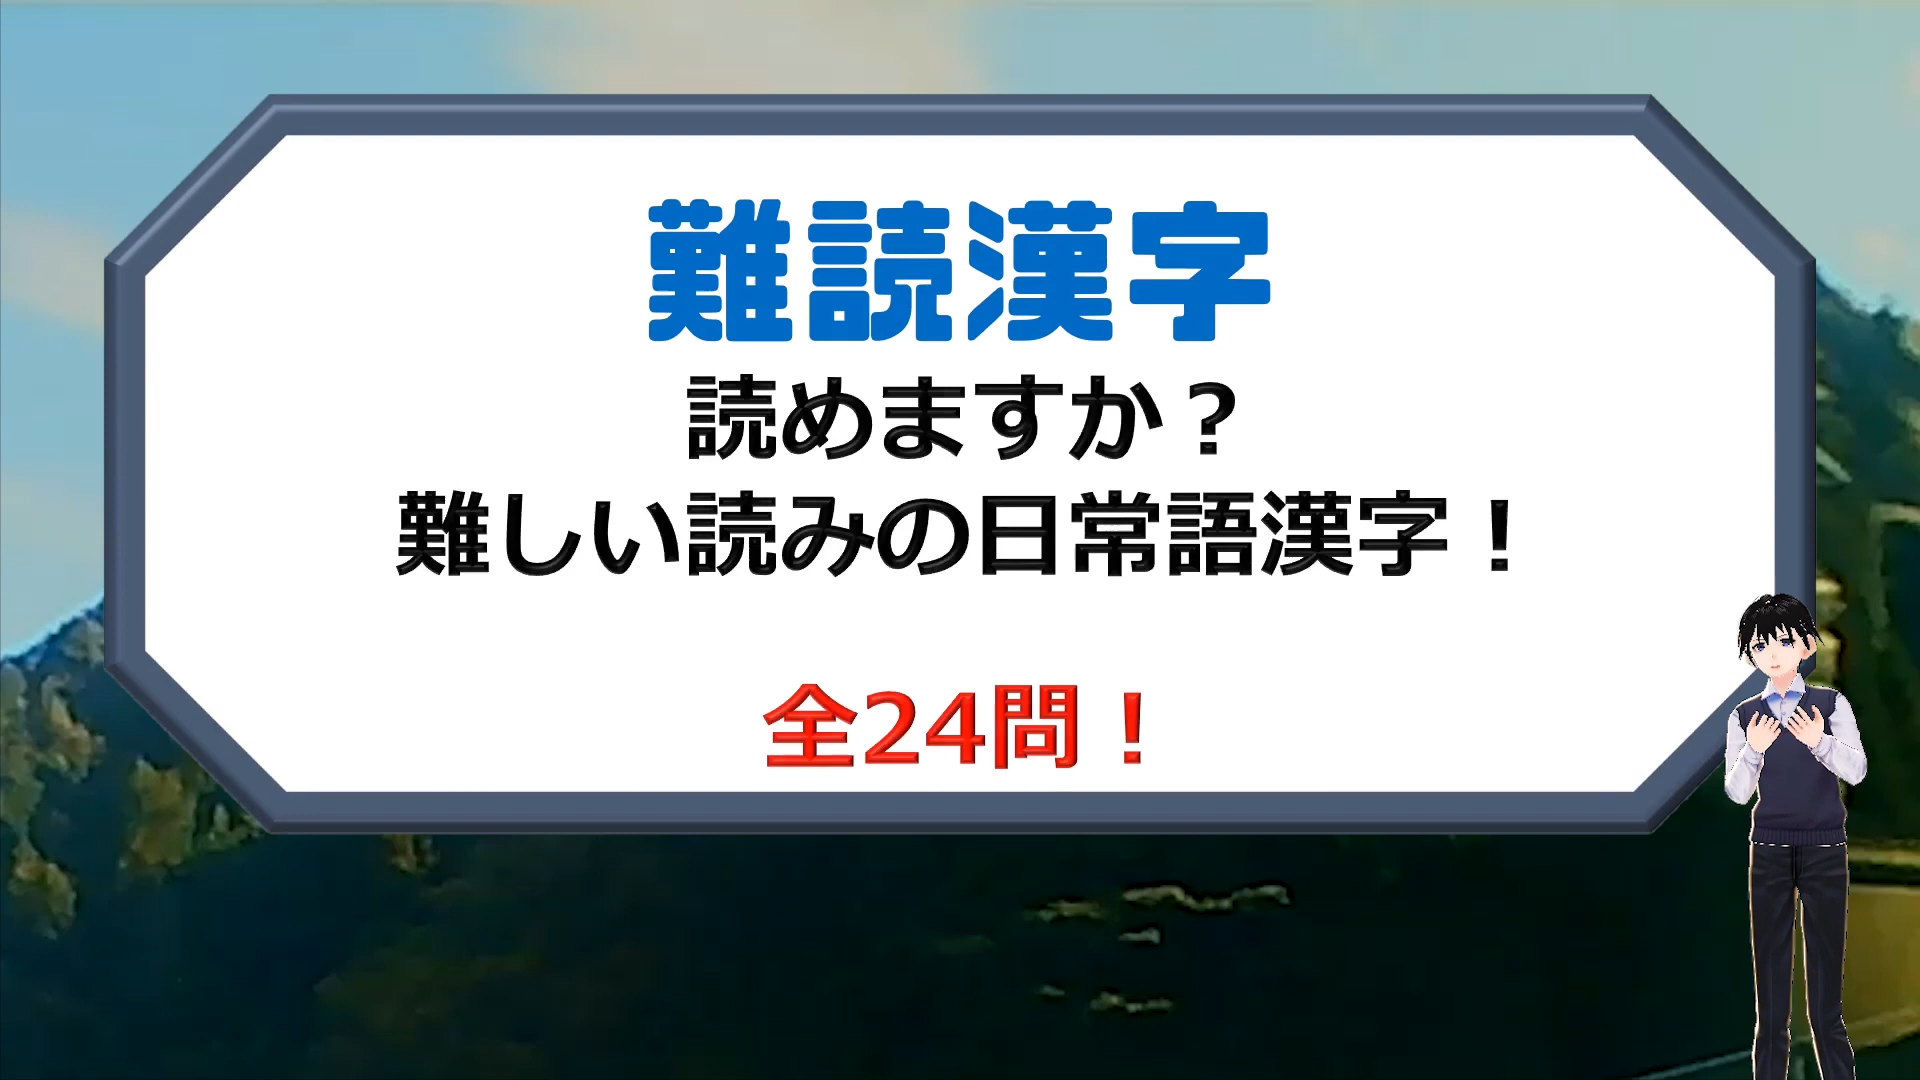 難読漢字
読めますか？
難しい読みの日常語漢字！
全24問！